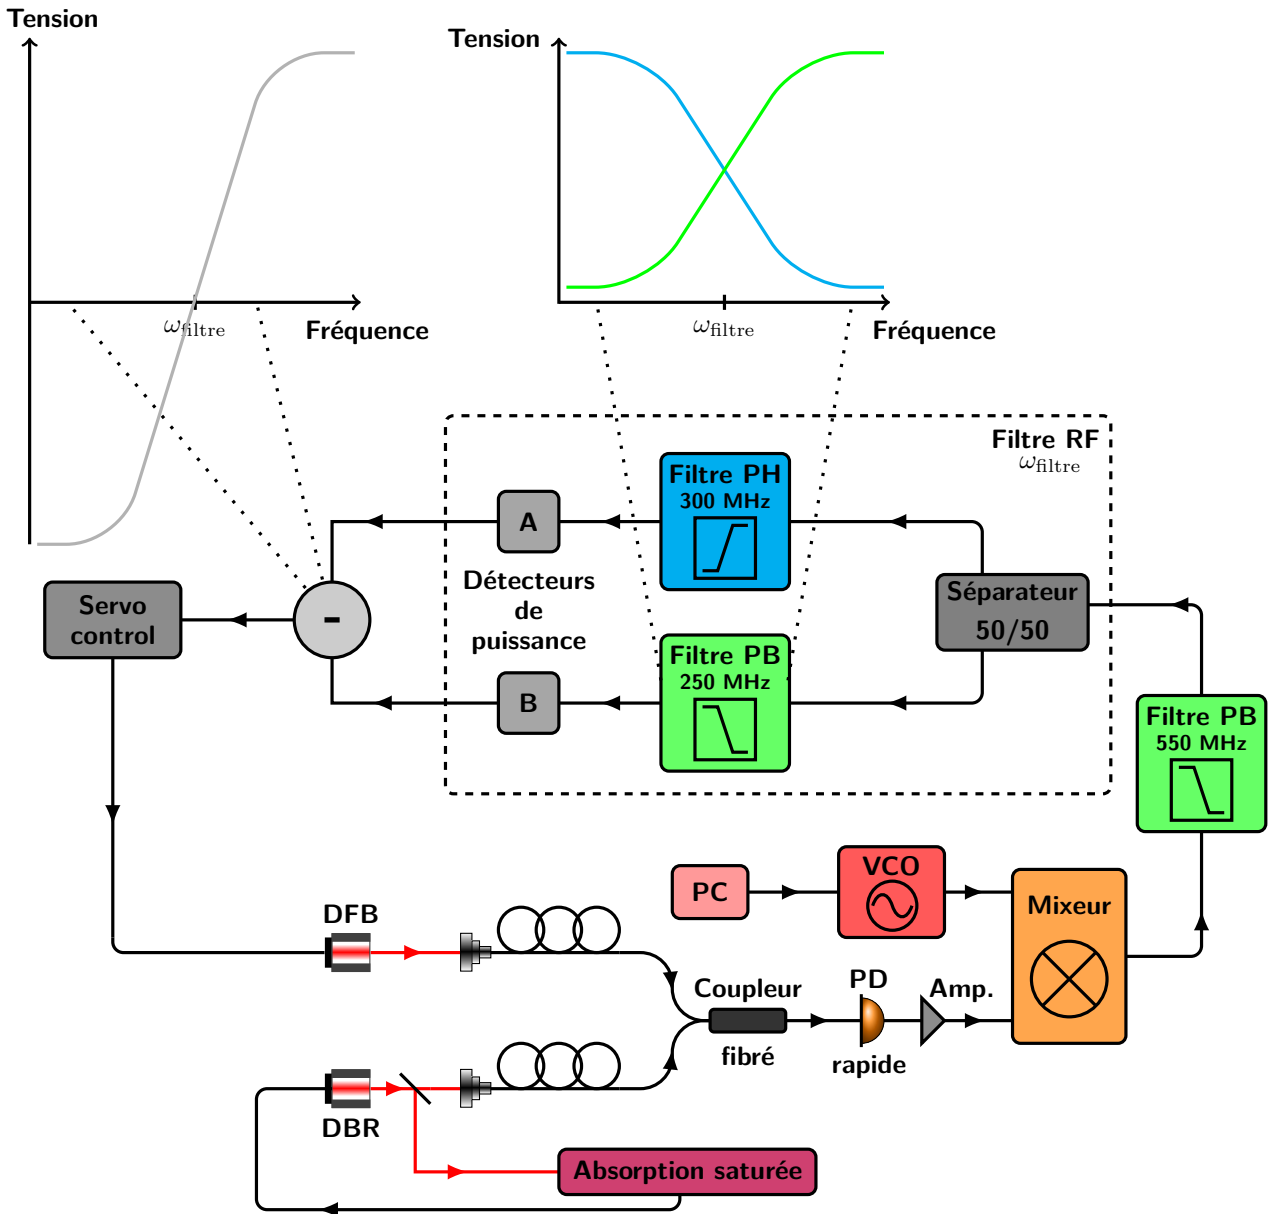 Tension
Tension
ωfiltre
Fréquence
ωfiltre
Fréquence
Filtre RF
ωfiltre
Filtre PH
300 MHz
A
Détecteurs
de
puissance
Séparateur
50/50
Servo
control
-
Filtre PB
250 MHz
B
Filtre PB
550 MHz
VCO
PC
Mixeur
DFB
Coupleur
fibré
PD
rapide
Amp.
DBR
Absorption saturée